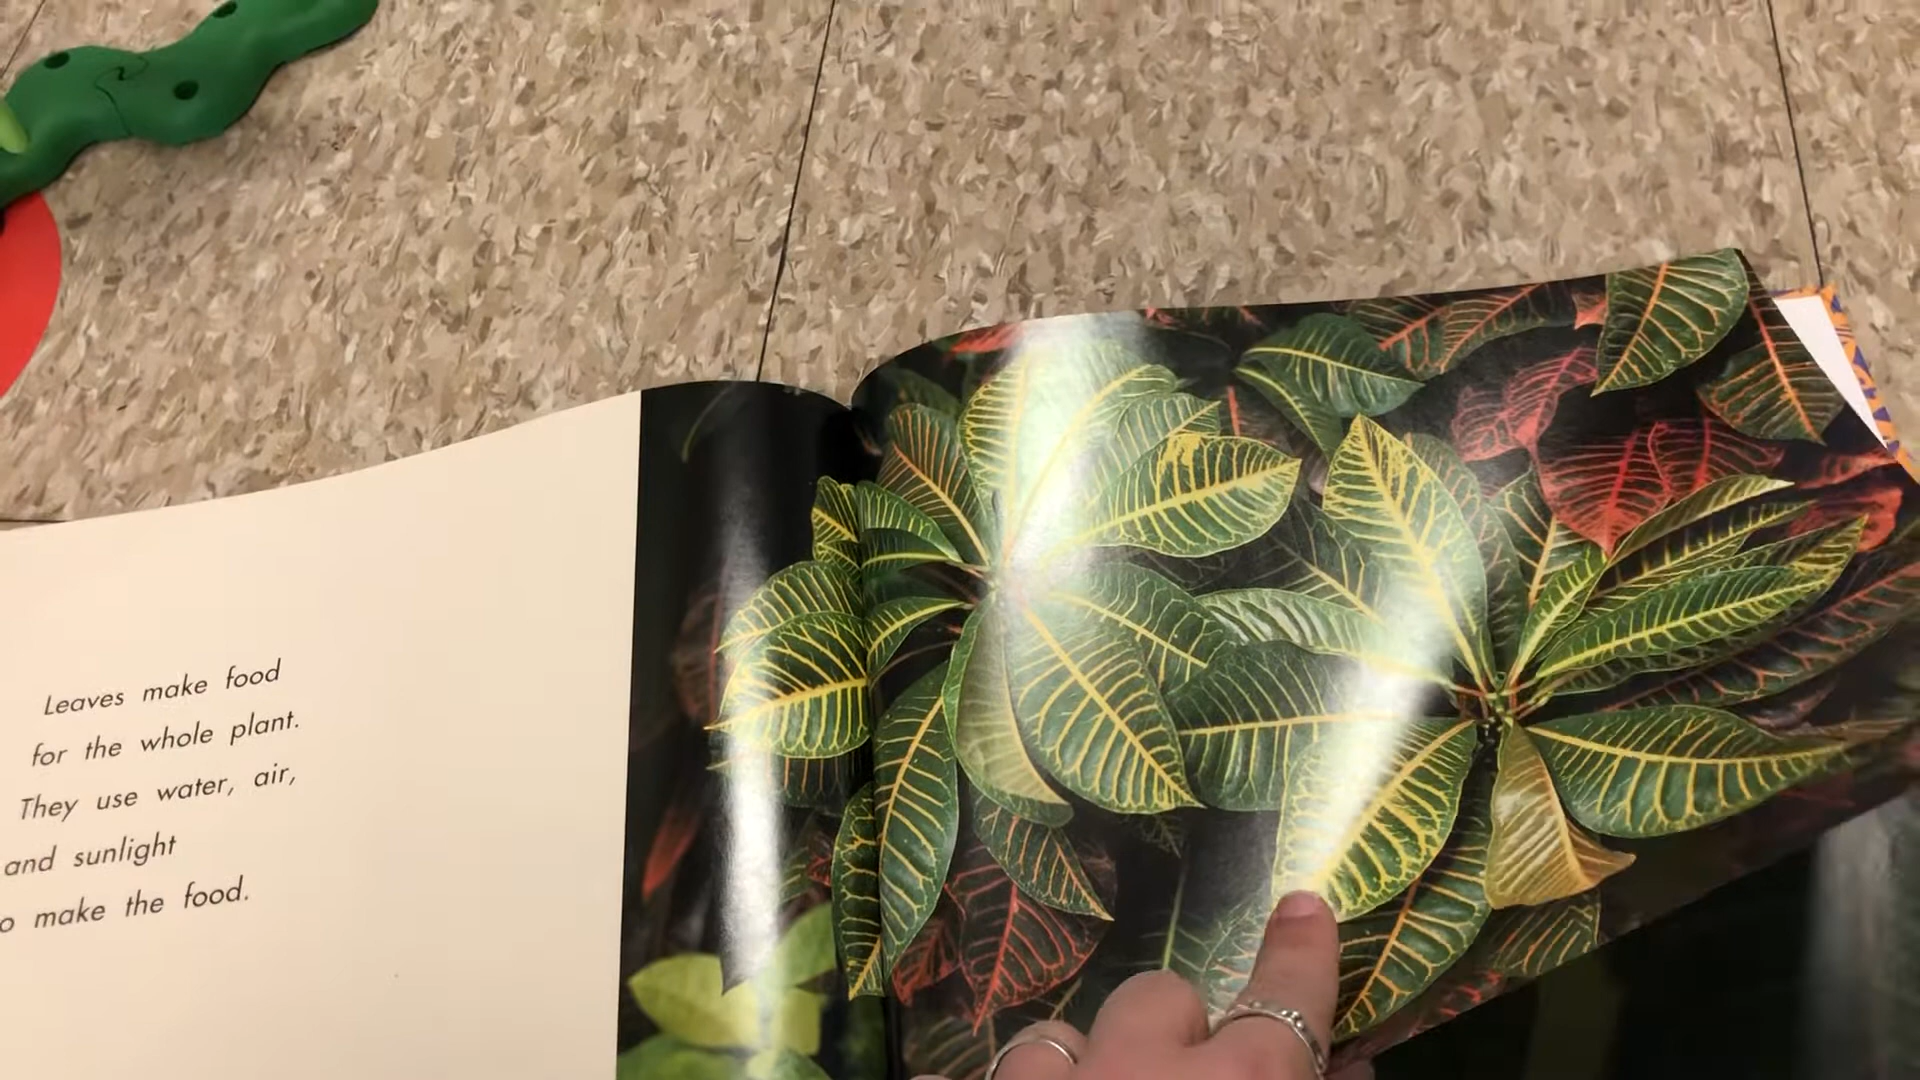 Leaves make food
for the whole plant.
They use water, air,
and sunlight
o make the food.